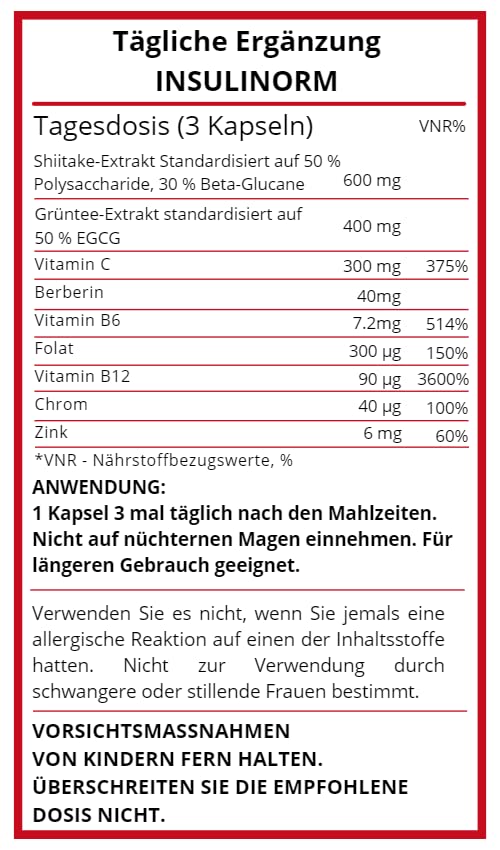 Tägliche Ergänzung
INSULINORM
Tagesdosis (3 Kapseln) VNR%
Shiitake-Extrakt Standardisiert auf 50 %
Polysaccharide, 30 % Beta-Glucane 600 mg
Grüntee-Extrakt standardisiert auf
50 % EGCG 400 mg
Vitamin C 300 mg 375%
Berberin 40mg
Vitamin B6 7.2mg 514%
Folat 300 µg 150%
Vitamin B12 90 µg 3600%
Chrom 40 µg 100%
Zink 6 mg 60%
*VNR - Nährstoffbezugswerte, %
ANWENDUNG:
1 Kapsel 3 mal täglich nach den Mahlzeiten.
Nicht auf nüchternen Magen einnehmen. Für
längeren Gebrauch geeignet.
Verwenden Sie es nicht, wenn Sie jemals eine
allergische Reaktion auf einen der Inhaltsstoffe
hatten. Nicht zur Verwendung durch
schwangere oder stillende Frauen bestimmt.
VORSICHTSMASSNAHMEN
VON KINDERN FERN HALTEN.
ÜBERSCHREITEN SIE DIE EMPFOHLENE
DOSIS NICHT.